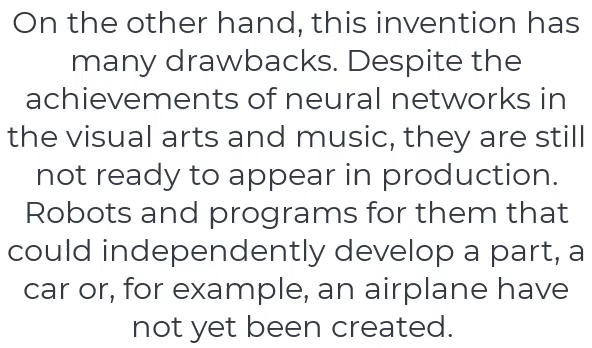 On the other hand, this invention has
many drawbacks. Despite the
achievements of neural networks in
the visual arts and music, they are still
not ready to appear in production.
Robots and programs for them that
could independently develop a part, a
car or, for example, an airplane have
not yet been created.